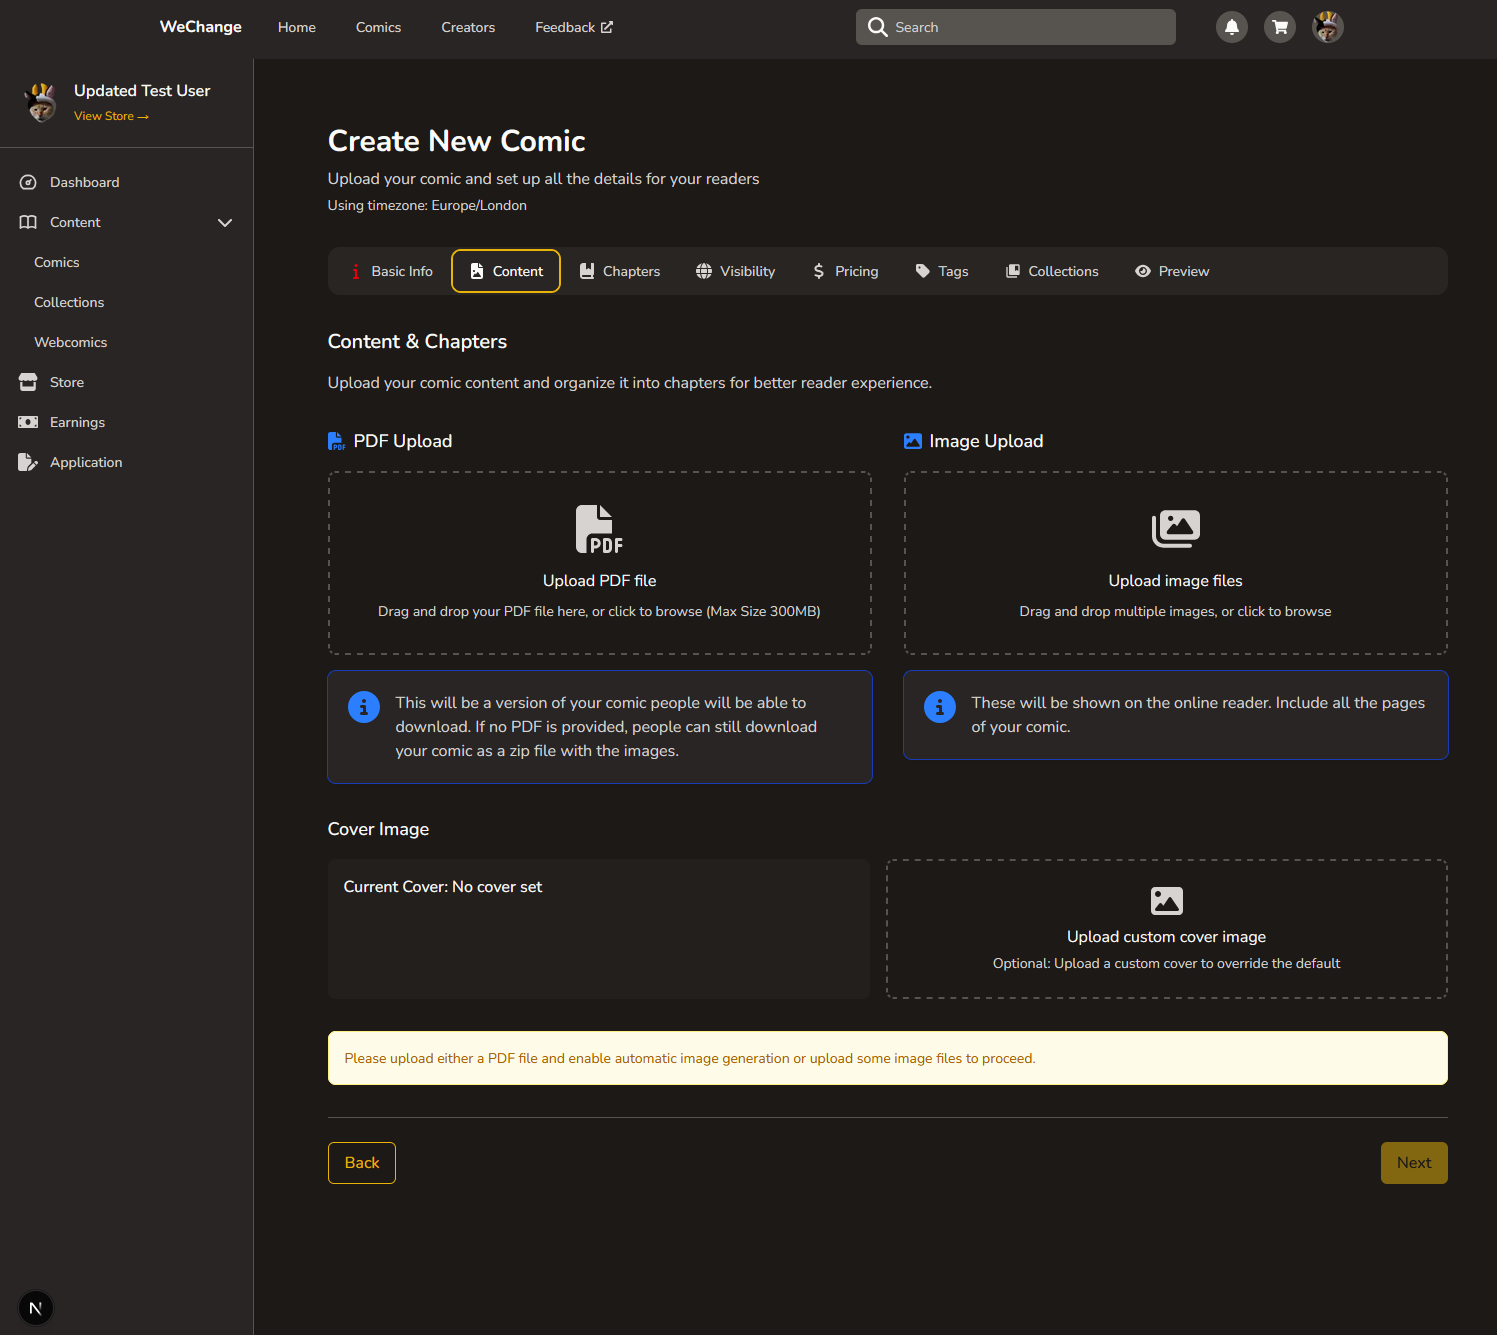 WeChange
Home
Comics
Creators
Feedback
Search
Updated Test User
View Store →
Dashboard
Content
Comics
Collections
Webcomics
Store
Earnings
Application
Create New Comic
Upload your comic and set up all the details for your readers
Using timezone: Europe/London
Basic Info
Content
Chapters
Visibility
Pricing
Tags
Collections
Preview
Content & Chapters
Upload your comic content and organize it into chapters for better reader experience.
PDF Upload
PDF
Upload PDF file
Drag and drop your PDF file here, or click to browse (Max Size 300MB)
This will be a version of your comic people will be able to
download. If no PDF is provided, people can still download
your comic as a zip file with the images.
Image Upload
Upload image files
Drag and drop multiple images, or click to browse
These will be shown on the online reader. Include all the pages
of your comic.
Cover Image
Current Cover: No cover set
Upload custom cover image
Optional: Upload a custom cover to override the default
Please upload either a PDF file and enable automatic image generation or upload some image files to proceed.
Back
Next
N